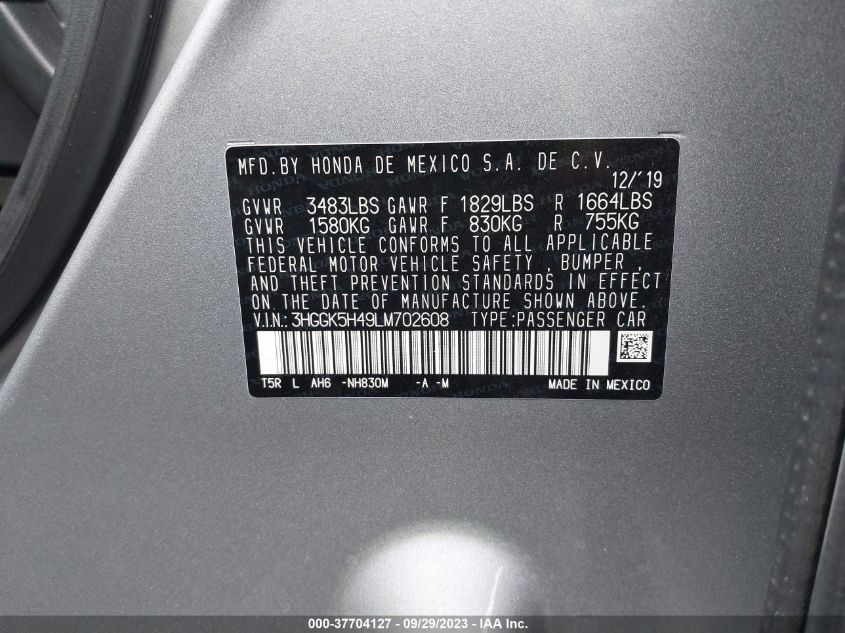 MFD.BY HONDA DE MEXICO S.A. DE C.V.
12/'19
GVWR 3483LBS GAWR F 1829LBS R 1664LBS
GVWR 1580KG GAWR F 830KG R 755KG
THIS VEHICLE CONFORMS TO ALL APPLICABLE
FEDERAL MOTOR VEHICLE SAFETY , BUMPER ,
AND THEFT PREVENTION STANDARDS IN EFFECT
ON THE DATE OF MANUFACTURE SHOWN ABOVE.
V.I.N.: 3HGGK5H49LM702608 TYPE:PASSENGER CAR
T5R L AH6 -NH830M -A -M MADE IN MEXICO
000-37704127 - 09/29/2023 - IAA Inc.